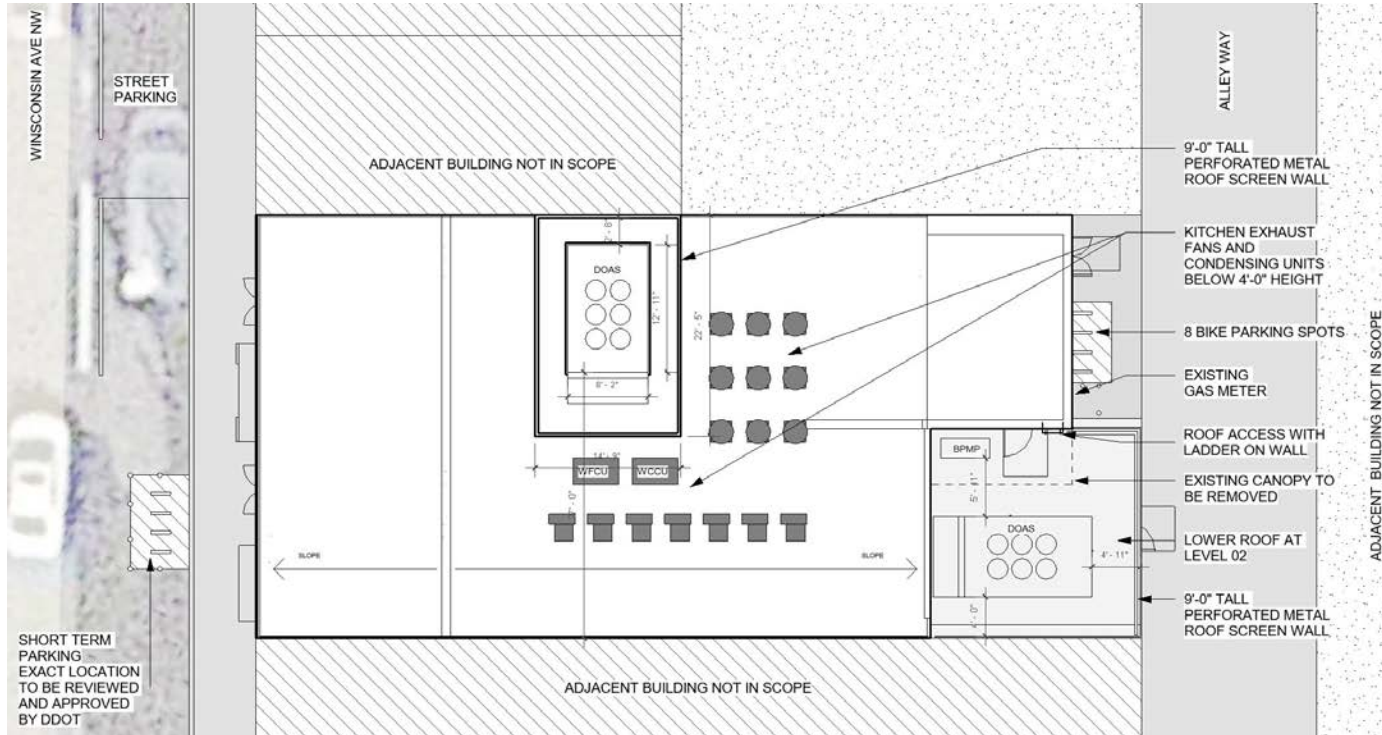 WINSCONSIN AVE NW
STREET
PARKING
ADJACENT BUILDING NOT IN SCOPE
ALLEY WAY
9'-0" TALL
PERFORATED METAL
ROOF SCREEN WALL
KITCHEN EXHAUST
FANS AND
CONDENSING UNITS
BELOW 4'-0" HEIGHT
8 BIKE PARKING SPOTS
EXISTING
GAS METER
ROOF ACCESS WITH
LADDER ON WALL
EXISTING CANOPY TO
BE REMOVED
LOWER ROOF AT
LEVEL 02
9'-0" TALL
PERFORATED METAL
ROOF SCREEN WALL
ADJACENT BUILDING NOT IN SCOPE
DOAS
12' - 11"
8' - 2"
22' - 5"
14' - 9"
WFCU
WCCU
BPMP
5' - 11"
DOAS
4' - 11"
4' - 0"
SLOPE
SLOPE
SHORT TERM
PARKING
EXACT LOCATION
TO BE REVIEWED
AND APPROVED
BY DDOT
ADJACENT BUILDING NOT IN SCOPE